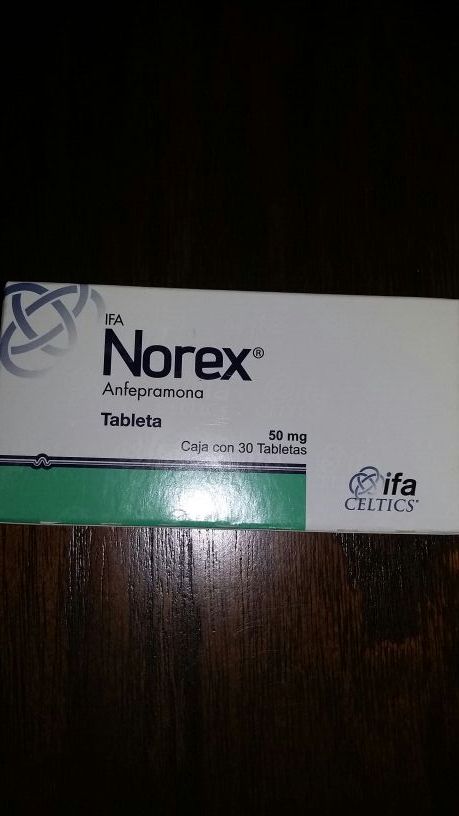 IFA
Norex®
Anfepramona
Tableta
50 mg
Caja con 30 Tabletas
ifa
CELTICS®